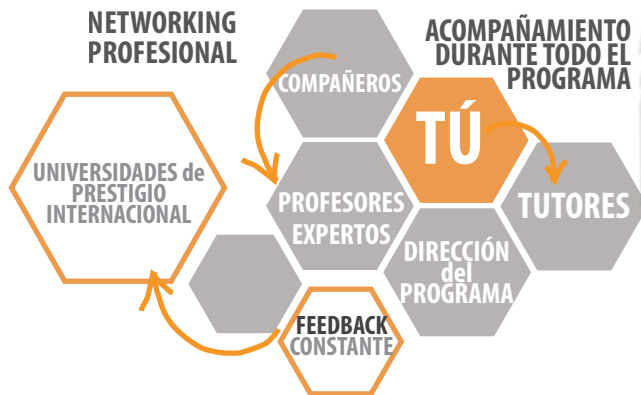 NETWORKING
PROFESIONAL
ACOMPAÑAMIENTO
DURANTE TODO EL
PROGRAMA
COMPAÑEROS
TÚ
UNIVERSIDADES de
PRESTIGIO
INTERNACIONAL
PROFESORES
EXPERTOS
TUTORES
DIRECCIÓN
del
PROGRAMA
FEEDBACK
CONSTANTE